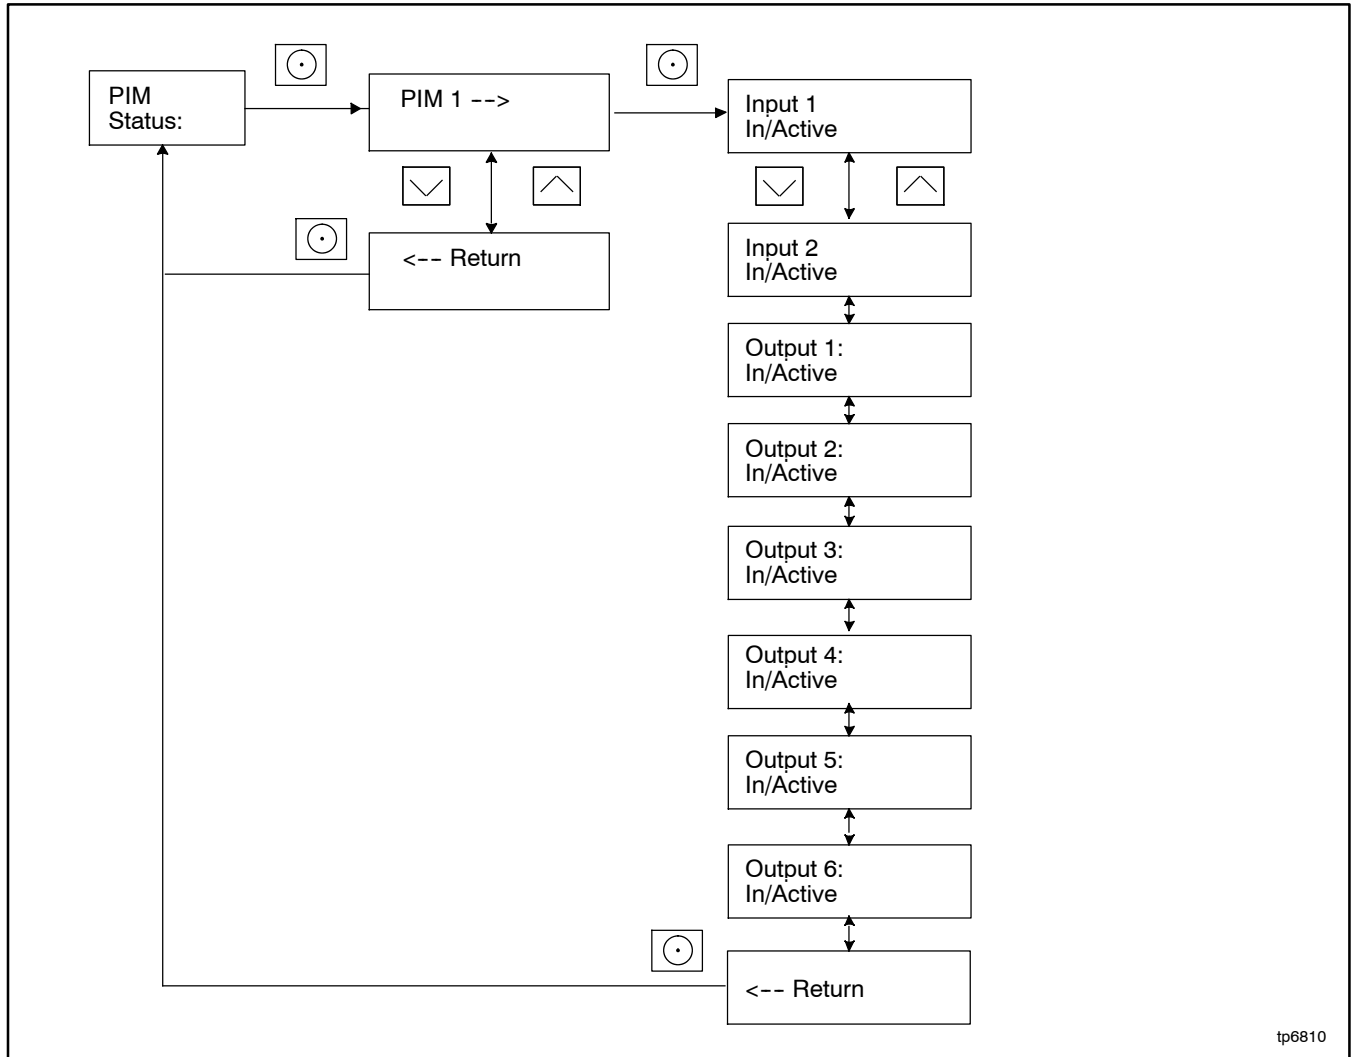 PIM
Status:
PIM 1 -->
<-- Return
Input 1
In/Active
Input 2
In/Active
Output 1:
In/Active
Output 2:
In/Active
Output 3:
In/Active
Output 4:
In/Active
Output 5:
In/Active
Output 6:
In/Active
<-- Return
tp6810